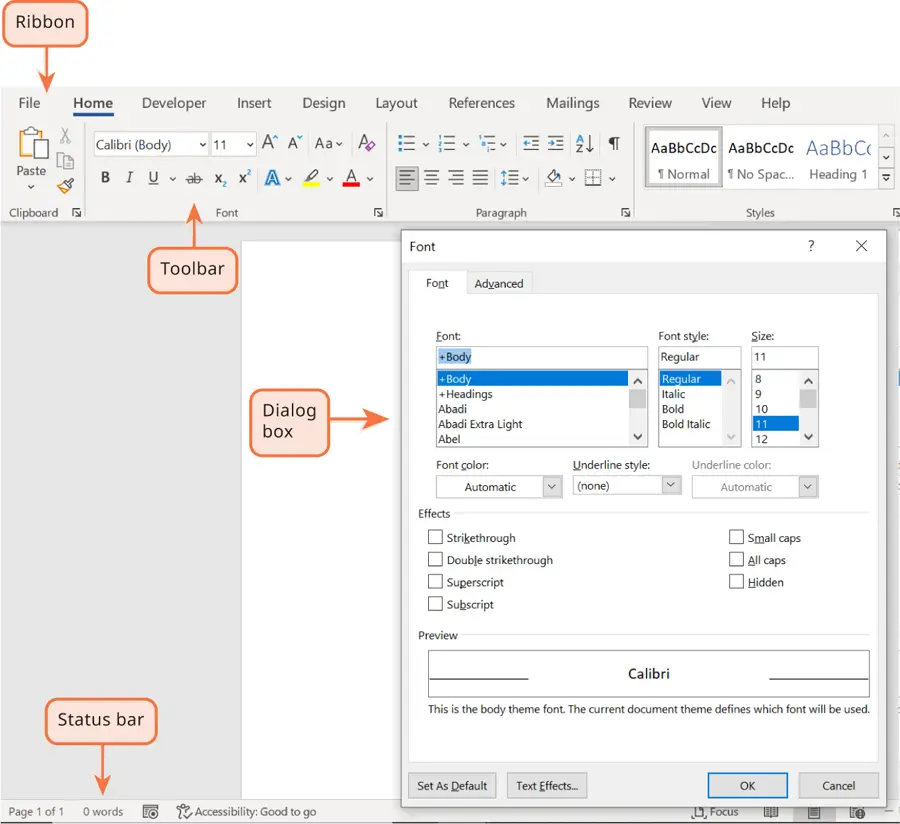 Ribbon
File Home Developer Insert Design Layout References Mailings Review View Help
Calibri (Body) 11 Aa
Paste
B I U ab x2 x2 A A
AaBbCcDc AaBbCcDc AaBbCc
¶ Normal ¶ No Spac... Heading 1
Clipboard Font Paragraph Styles
Toolbar
Font ? 
Font Advanced
Font: Font style: Size:
+Body Regular 11
+Body Regular 8
+Headings Italic 9
Abadi Bold 10
Abadi Extra Light Bold Italic 11
Abel 12
Dialog
box
Font color: Underline style: Underline color:
Automatic (none) Automatic
Effects
Strikethrough Small caps
Double strikethrough All caps
Superscript Hidden
Subscript
Preview
Calibri
This is the body theme font. The current document theme defines which font will be used.
Status bar
Set As Default Text Effects... OK Cancel
Page 1 of 1 0 words Accessibility: Good to go Focus